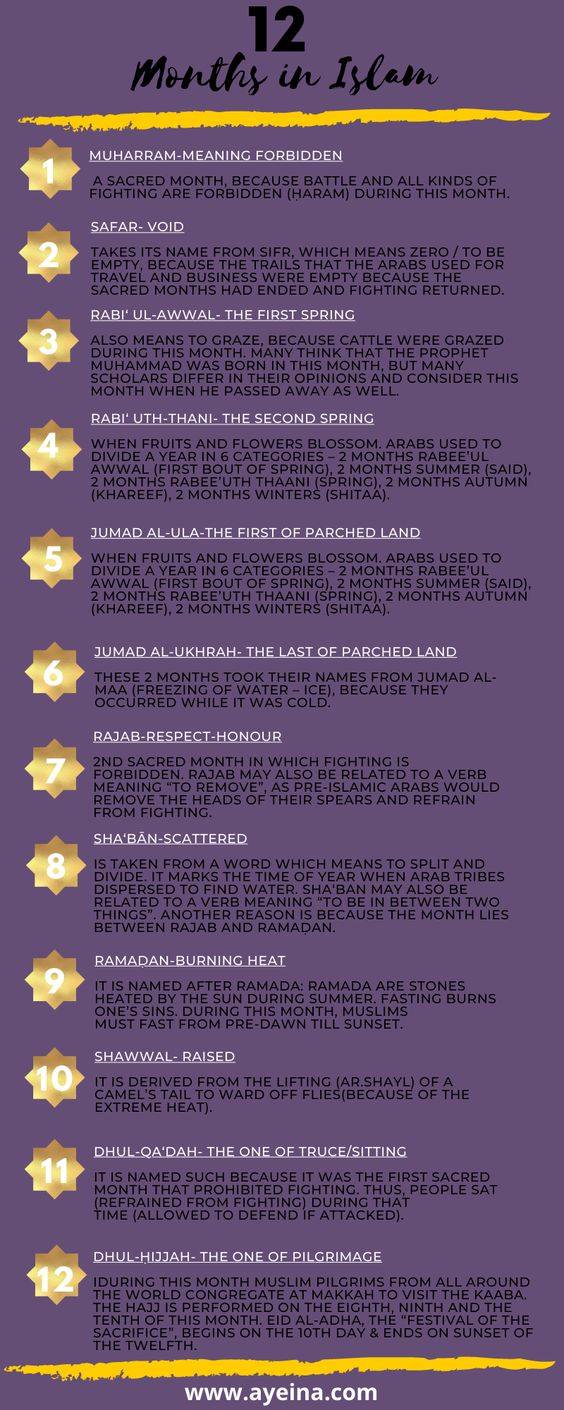 12
Months in Islam
1
MUHARRAM-MEANING FORBIDDEN
A SACRED MONTH, BECAUSE BATTLE AND ALL KINDS OF
FIGHTING ARE FORBIDDEN (ḤARAM) DURING THIS MONTH.
2
SAFAR- VOID
TAKES ITS NAME FROM SIFR, WHICH MEANS ZERO / TO BE
EMPTY, BECAUSE THE TRAILS THAT THE ARABS USED FOR
TRAVEL AND BUSINESS WERE EMPTY BECAUSE THE
SACRED MONTHS HAD ENDED AND FIGHTING RETURNED.
3
RABI‘ UL-AWWAL- THE FIRST SPRING
ALSO MEANS TO GRAZE, BECAUSE CATTLE WERE GRAZED
DURING THIS MONTH. MANY THINK THAT THE PROPHET
MUHAMMAD WAS BORN IN THIS MONTH, BUT MANY
SCHOLARS DIFFER IN THEIR OPINIONS AND CONSIDER THIS
MONTH WHEN HE PASSED AWAY AS WELL.
4
RABI‘ UTH-THANI- THE SECOND SPRING
WHEN FRUITS AND FLOWERS BLOSSOM. ARABS USED TO
DIVIDE A YEAR IN 6 CATEGORIES – 2 MONTHS RABEE’UL
AWWAL (FIRST BOUT OF SPRING), 2 MONTHS SUMMER (SAID),
2 MONTHS RABEE’UTH THAANI (SPRING), 2 MONTHS AUTUMN
(KHAREEF), 2 MONTHS WINTERS (SHITAA).
5
JUMAD AL-ULA-THE FIRST OF PARCHED LAND
WHEN FRUITS AND FLOWERS BLOSSOM. ARABS USED TO
DIVIDE A YEAR IN 6 CATEGORIES – 2 MONTHS RABEE’UL
AWWAL (FIRST BOUT OF SPRING), 2 MONTHS SUMMER (SAID),
2 MONTHS RABEE’UTH THAANI (SPRING), 2 MONTHS AUTUMN
(KHAREEF), 2 MONTHS WINTERS (SHITAA).
6
JUMAD AL-UKHRAH- THE LAST OF PARCHED LAND
THESE 2 MONTHS TOOK THEIR NAMES FROM JUMAD AL-
MAA (FREEZING OF WATER – ICE), BECAUSE THEY
OCCURRED WHILE IT WAS COLD.
7
RAJAB-RESPECT-HONOUR
2ND SACRED MONTH IN WHICH FIGHTING IS
FORBIDDEN. RAJAB MAY ALSO BE RELATED TO A VERB
MEANING “TO REMOVE”, AS PRE-ISLAMIC ARABS WOULD
REMOVE THE HEADS OF THEIR SPEARS AND REFRAIN
FROM FIGHTING.
8
SHA‘BĀN-SCATTERED
IS TAKEN FROM A WORD WHICH MEANS TO SPLIT AND
DIVIDE. IT MARKS THE TIME OF YEAR WHEN ARAB TRIBES
DISPERSED TO FIND WATER. SHA‘BAN MAY ALSO BE
RELATED TO A VERB MEANING “TO BE IN BETWEEN TWO
THINGS”. ANOTHER REASON IS BECAUSE THE MONTH LIES
BETWEEN RAJAB AND RAMAḌAN.
9
RAMAḌAN-BURNING HEAT
IT IS NAMED AFTER RAMADA: RAMADA ARE STONES
HEATED BY THE SUN DURING SUMMER. FASTING BURNS
ONE’S SINS. DURING THIS MONTH, MUSLIMS
MUST FAST FROM PRE-DAWN TILL SUNSET.
10
SHAWWAL- RAISED
IT IS DERIVED FROM THE LIFTING (AR.SHAYL) OF A
CAMEL’S TAIL TO WARD OFF FLIES(BECAUSE OF THE
EXTREME HEAT).
11
DHUL-QA‘DAH- THE ONE OF TRUCE/SITTING
IT IS NAMED SUCH BECAUSE IT WAS THE FIRST SACRED
MONTH THAT PROHIBITED FIGHTING. THUS, PEOPLE SAT
(REFRAINED FROM FIGHTING) DURING THAT
TIME (ALLOWED TO DEFEND IF ATTACKED).
12
DHUL-ḤIJJAH- THE ONE OF PILGRIMAGE
IDURING THIS MONTH MUSLIM PILGRIMS FROM ALL AROUND
THE WORLD CONGREGATE AT MAKKAH TO VISIT THE KAABA.
THE HAJJ IS PERFORMED ON THE EIGHTH, NINTH AND THE
TENTH OF THIS MONTH. EID AL-ADHA, THE “FESTIVAL OF THE
SACRIFICE”, BEGINS ON THE 10TH DAY & ENDS ON SUNSET OF
THE TWELFTH.
www.ayeina.com